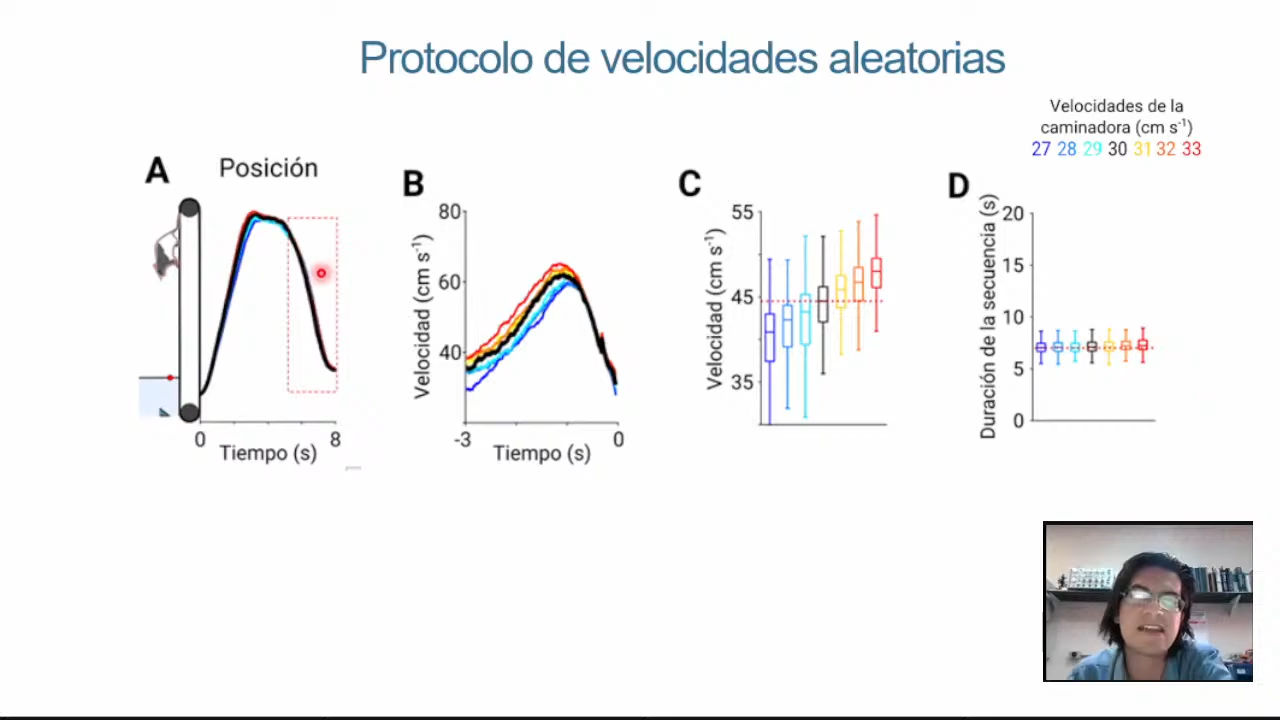 Protocolo de velocidades aleatorias
Velocidades de la
caminadora (cm s⁻¹)
27 28 29 30 31 32 33
A
Posición
0
8
Tiempo (s)
B
Velocidad (cm s⁻¹)
80
60
40
-3
0
Tiempo (s)
C
Velocidad (cm s⁻¹)
55
45
35
D
Duración de la secuencia (s)
20
15
10
5
0